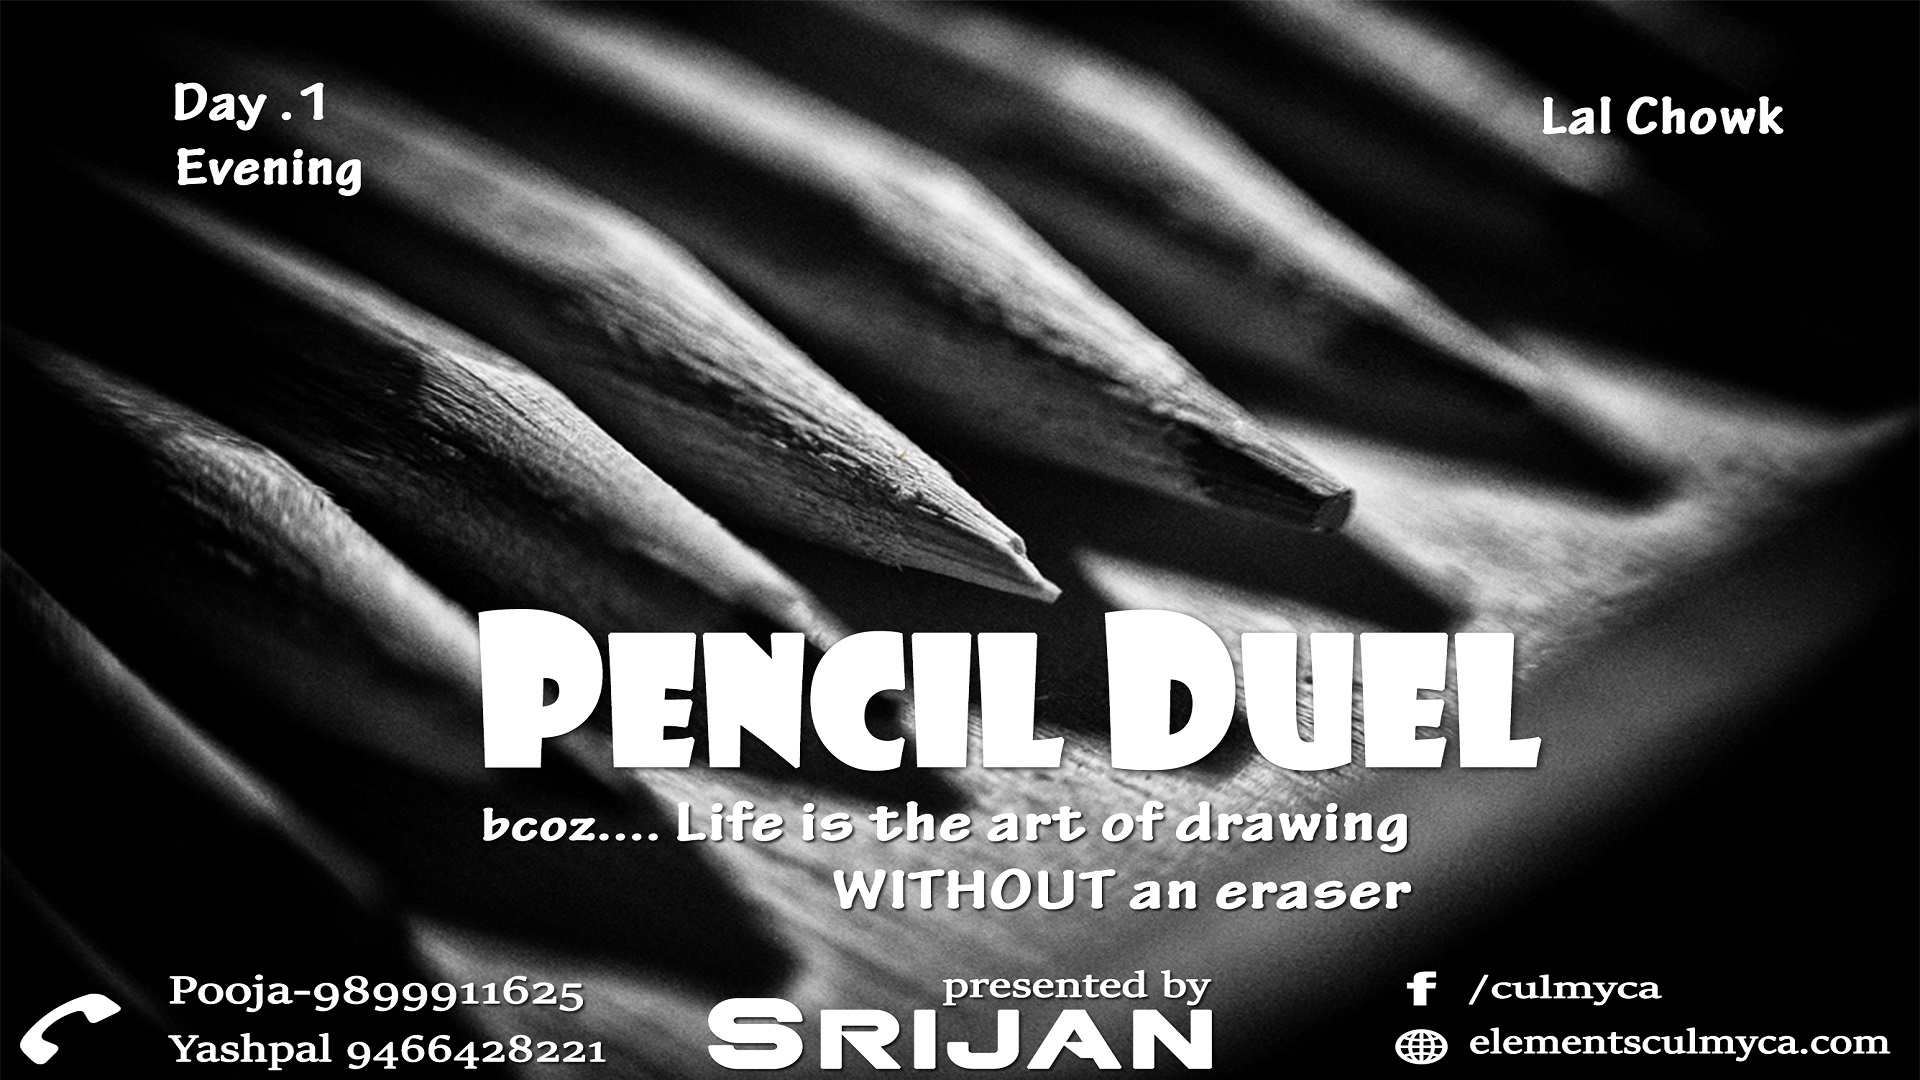 Day .1
Evening
Lal Chowk
PENCIL DUEL
bcoz.... Life is the art of drawing
WITHOUT an eraser
Pooja-9899911625
Yashpal 9466428221
presented by
SRIJAN
/culmyca
elementsculmyca.com